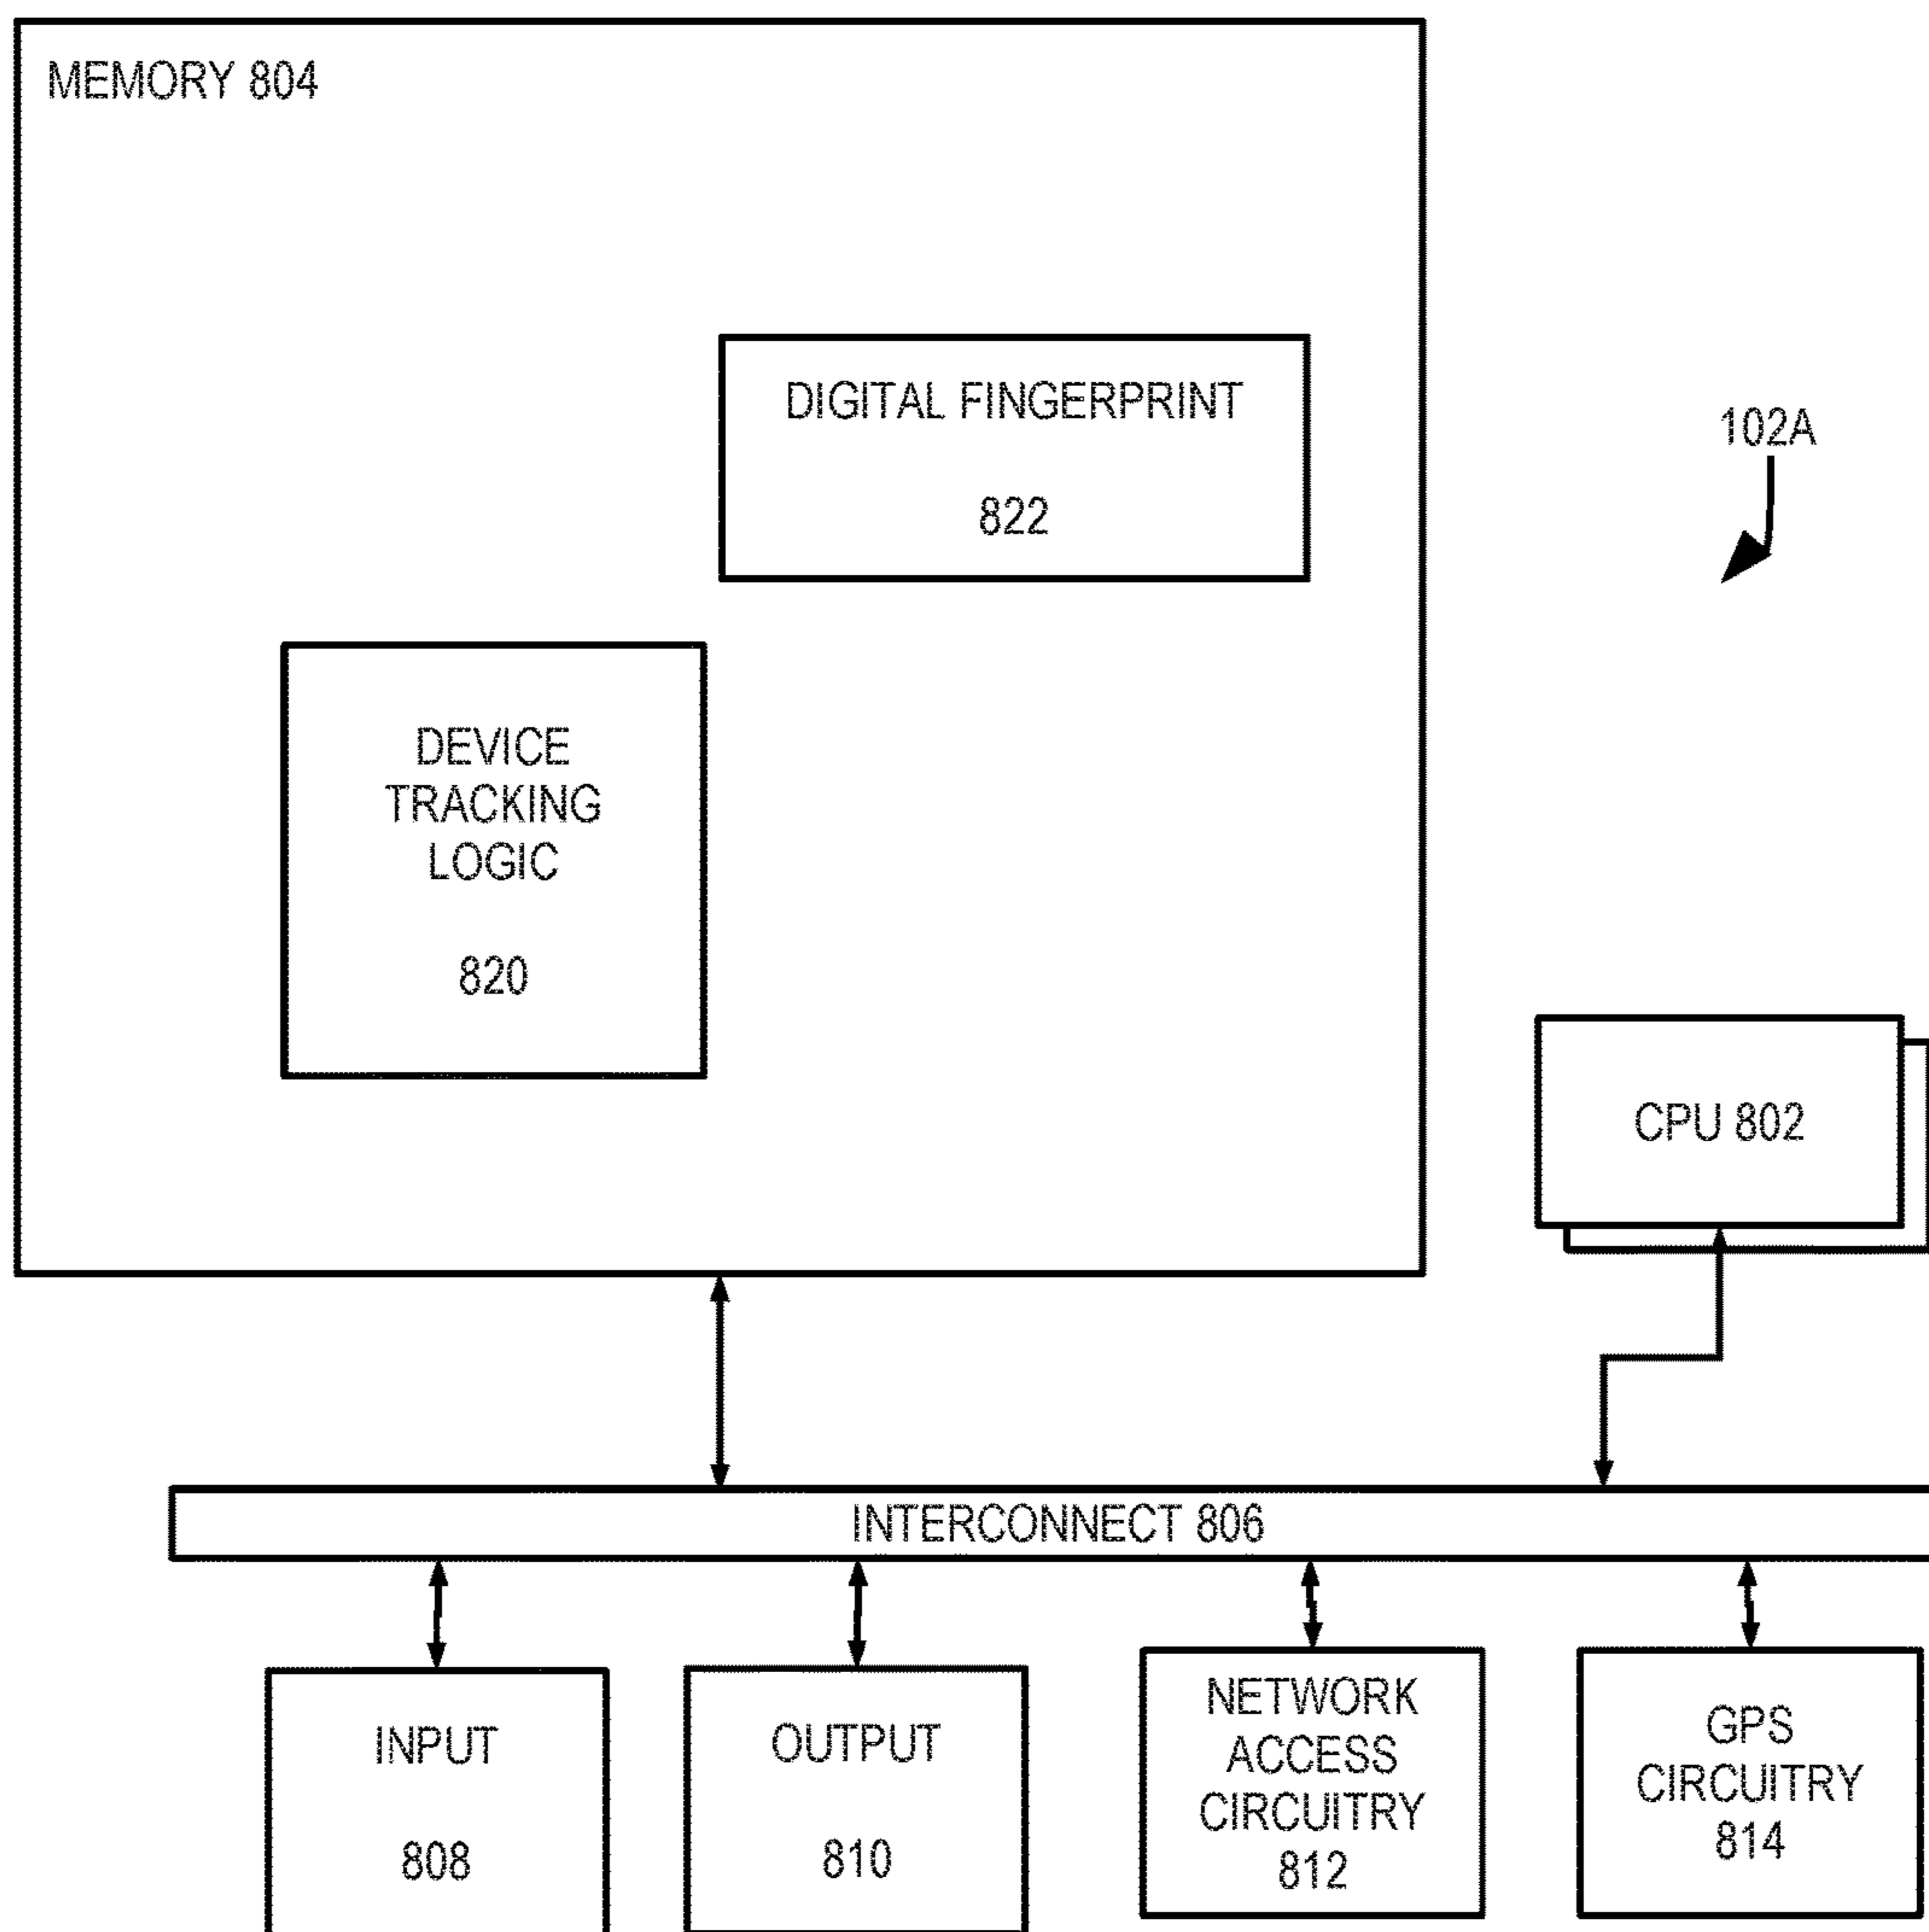 MEMORY 804
DIGITAL FINGERPRINT
822
102A
DEVICE
TRACKING
LOGIC
820
CPU 802
INTERCONNECT 806
INPUT
808
OUTPUT
810
NETWORK
ACCESS
CIRCUITRY
812
GPS
CIRCUITRY
814